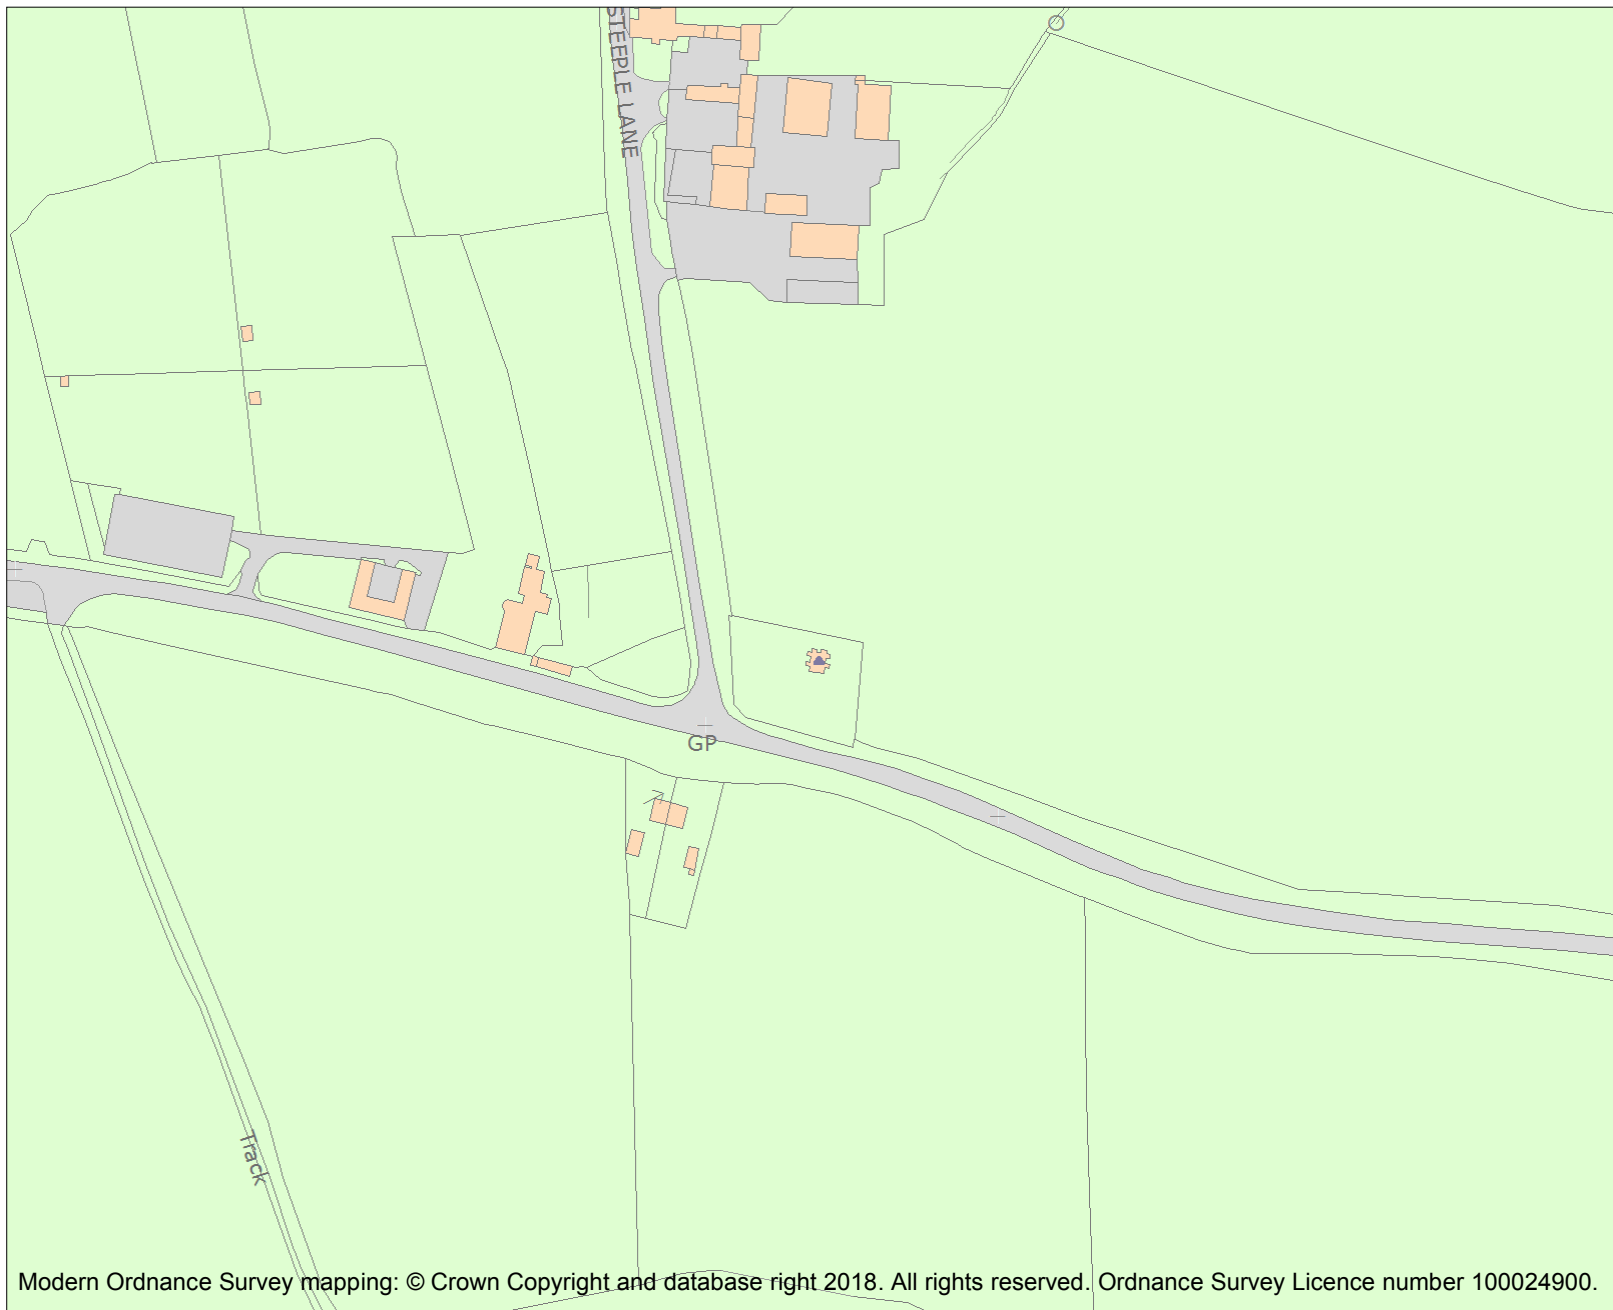 STEEPLE LANE
GP
Track
Modern Ordnance Survey mapping: © Crown Copyright and database right 2018. All rights reserved. Ordnance Survey Licence number 100024900.